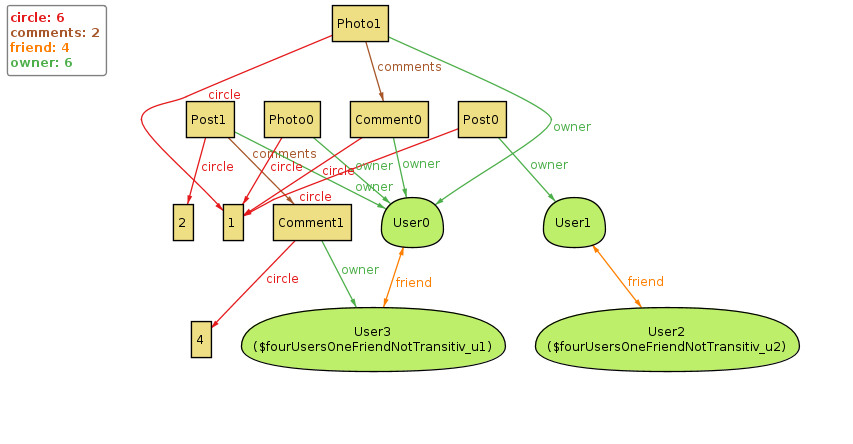 circle: 6
comments: 2
friend: 4
owner: 6
Photo1
comments
circle
owner
Post1
Photo0
Comment0
Post0
comments
circle
circle
circle
owner
owner
owner
owner
circle
2
1
Comment1
User0
User1
circle
owner
friend
friend
4
User3
($fourUsersOneFriendNotTransitiv_u1)
User2
($fourUsersOneFriendNotTransitiv_u2)